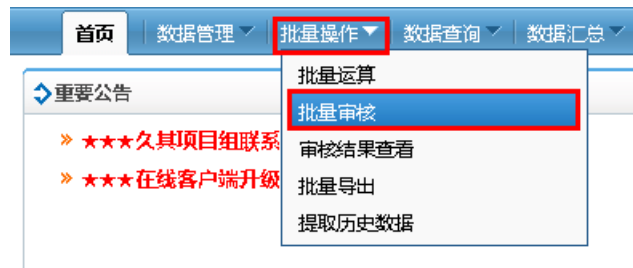 首页 数据管理 批量操作 数据查询 数据汇总
重要公告
★★★久其项目组联系
★★★在线客户端升级
批量运算
批量审核
审核结果查看
批量导出
提取历史数据